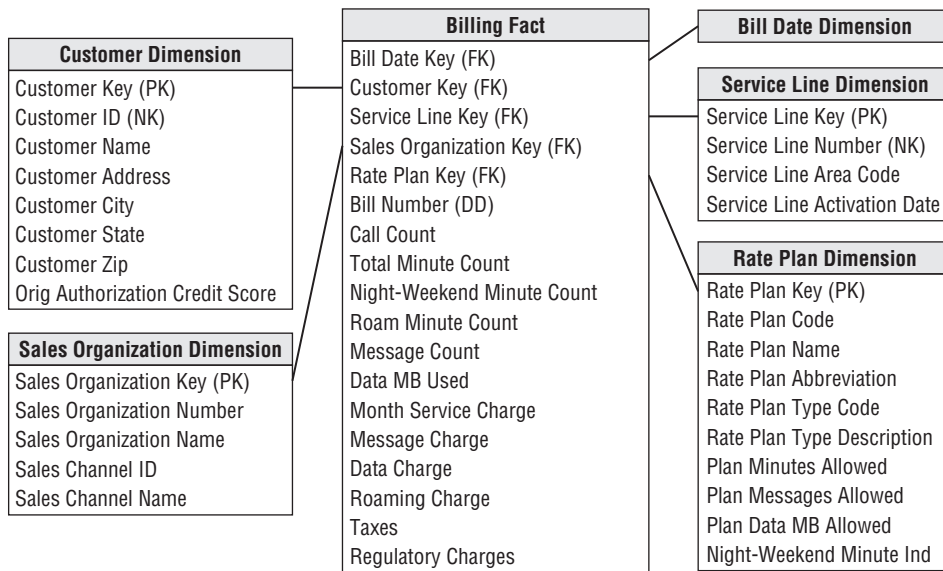 Customer Dimension
Customer Key (PK)
Customer ID (NK)
Customer Name
Customer Address
Customer City
Customer State
Customer Zip
Orig Authorization Credit Score
Sales Organization Dimension
Sales Organization Key (PK)
Sales Organization Number
Sales Organization Name
Sales Channel ID
Sales Channel Name
Billing Fact
Bill Date Key (FK)
Customer Key (FK)
Service Line Key (FK)
Sales Organization Key (FK)
Rate Plan Key (FK)
Bill Number (DD)
Call Count
Total Minute Count
Night-Weekend Minute Count
Roam Minute Count
Message Count
Data MB Used
Month Service Charge
Message Charge
Data Charge
Roaming Charge
Taxes
Regulatory Charges
Bill Date Dimension
Service Line Dimension
Service Line Key (PK)
Service Line Number (NK)
Service Line Area Code
Service Line Activation Date
Rate Plan Dimension
Rate Plan Key (PK)
Rate Plan Code
Rate Plan Name
Rate Plan Abbreviation
Rate Plan Type Code
Rate Plan Type Description
Plan Minutes Allowed
Plan Messages Allowed
Plan Data MB Allowed
Night-Weekend Minute Ind